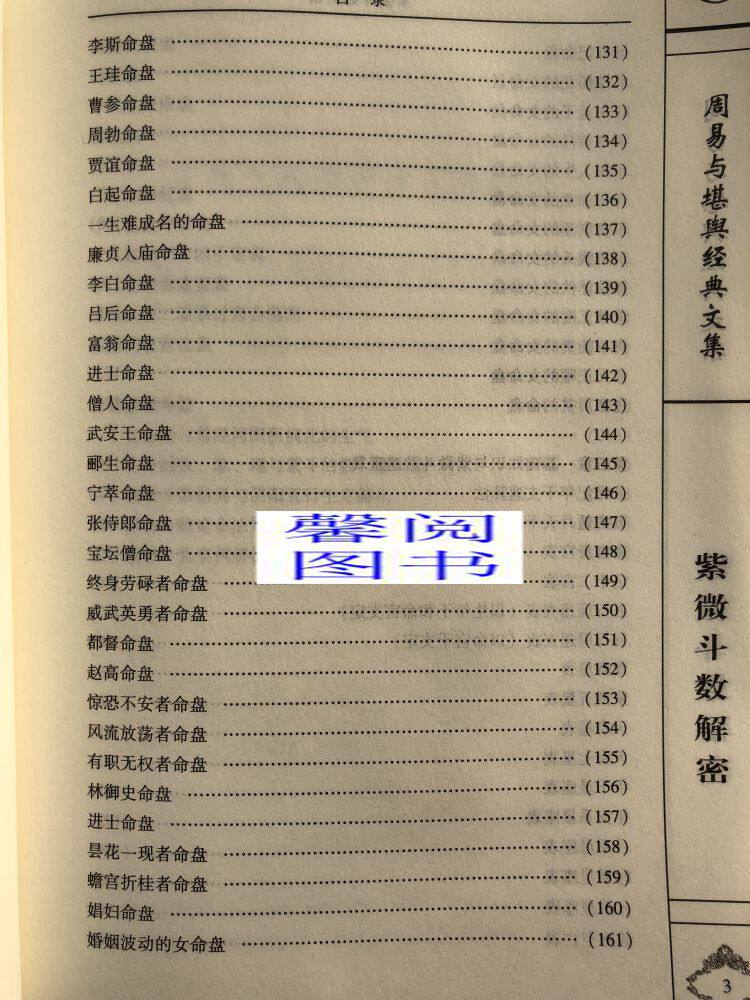 目 录
李斯命盘 …… (131)
王珪命盘 …… (132)
曹参命盘 …… (133)
周勃命盘 …… (134)
贾谊命盘 …… (135)
白起命盘 …… (136)
一生难成名的命盘 …… (137)
廉贞入庙命盘 …… (138)
李白命盘 …… (139)
吕后命盘 …… (140)
富翁命盘 …… (141)
进士命盘 …… (142)
僧人命盘 …… (143)
武安王命盘 …… (144)
郦生命盘 …… (145)
宁萃命盘 …… (146)
张侍郎命盘 …… (147)
宝坛僧命盘 …… (148)
终身劳碌者命盘 …… (149)
威武英勇者命盘 …… (150)
都督命盘 …… (151)
赵高命盘 …… (152)
惊恐不安者命盘 …… (153)
风流放荡者命盘 …… (154)
有职无权者命盘 …… (155)
林御史命盘 …… (156)
进士命盘 …… (157)
昙花一现者命盘 …… (158)
蟾宫折桂者命盘 …… (159)
娼妇命盘 …… (160)
婚姻波动的女命盘 …… (161)
馨阅
图书
周易与堪舆经典文集
紫微斗数解密
3